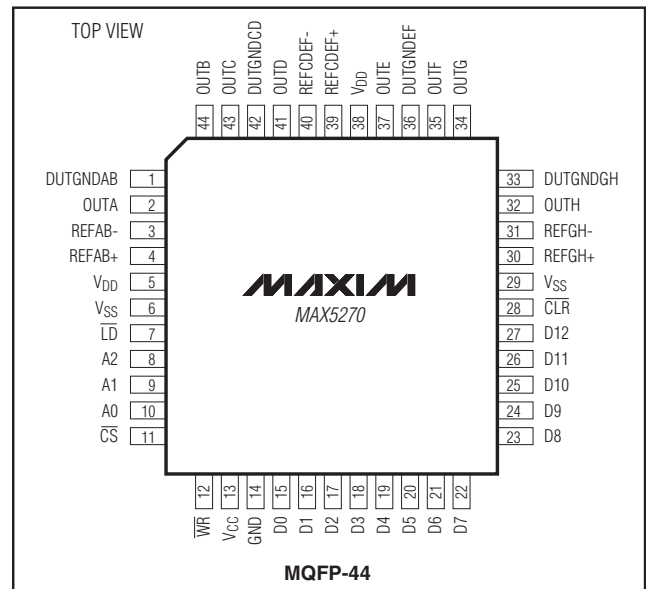 TOP VIEW
OUTB
OUTC
DUTGNDCD
OUTD
REFCDEF-
REFCDEF+
VDD
OUTE
DUTGNDEF
OUTF
OUTG
44 43 42 41 40 39 38 37 36 35 34
DUTGNDAB 1
OUTA 2
REFAB- 3
REFAB+ 4
VDD 5
VSS 6
L̅D̅ 7
A2 8
A1 9
A0 10
C̅S̅ 11
MAXIM
MAX5270
33 DUTGNDGH
32 OUTH
31 REFGH-
30 REFGH+
29 VSS
28 C̅L̅R̅
27 D12
26 D11
25 D10
24 D9
23 D8
12 13 14 15 16 17 18 19 20 21 22
W̅R̅
VCC
GND
D0
D1
D2
D3
D4
D5
D6
D7
MQFP-44